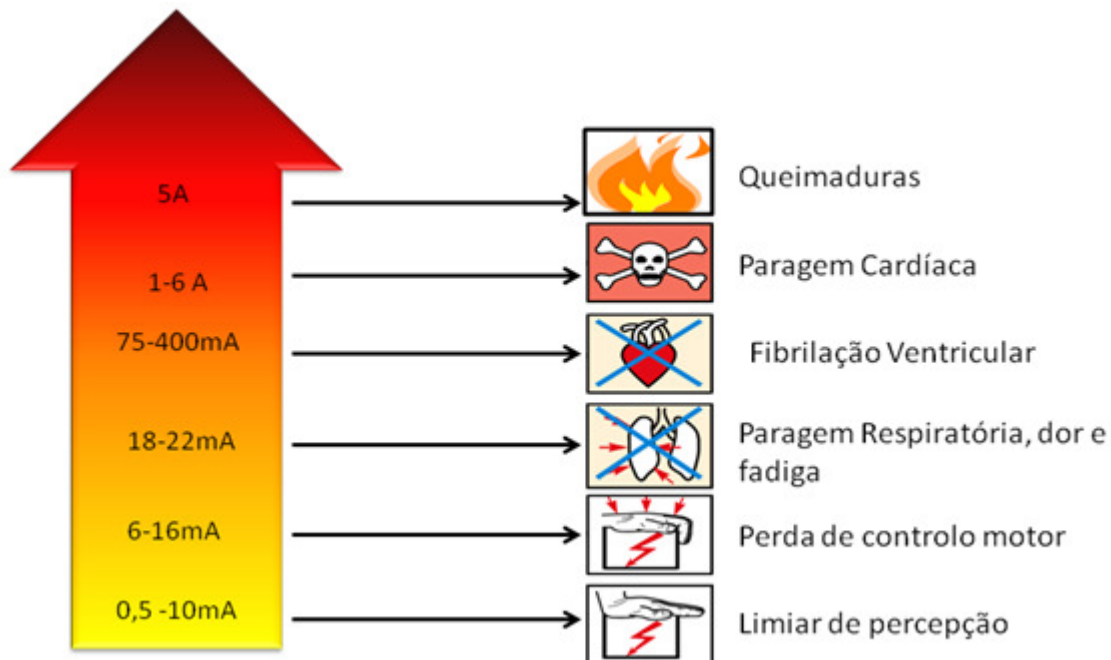 5A
Queimaduras
1-6 A
Paragem Cardíaca
75-400mA
Fibrilação Ventricular
18-22mA
Paragem Respiratória, dor e
fadiga
6-16mA
Perda de controlo motor
0,5 -10mA
Limiar de percepção